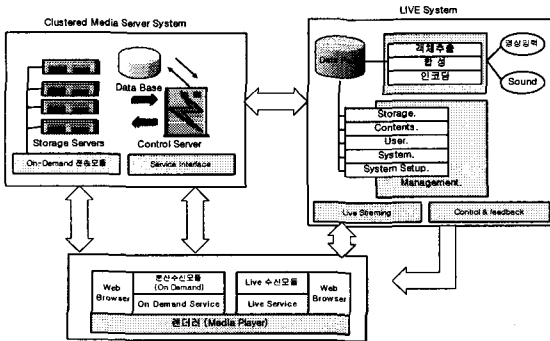 Clustered Media Server System
LIVE System
Data Base
Storage Servers
Control Server
On-Demand 전송모듈
Service Interface
객체추출
합 성
인코딩
영상입력
Sound
Storage.
Contents.
User.
System.
System Setup.
Management.
Live Streming
Control & feedback
Web Browser
분산수신모듈
(On Demand)
On Demand Service
Live 수신모듈
Live Service
Web Browser
렌더러 (Media Player)